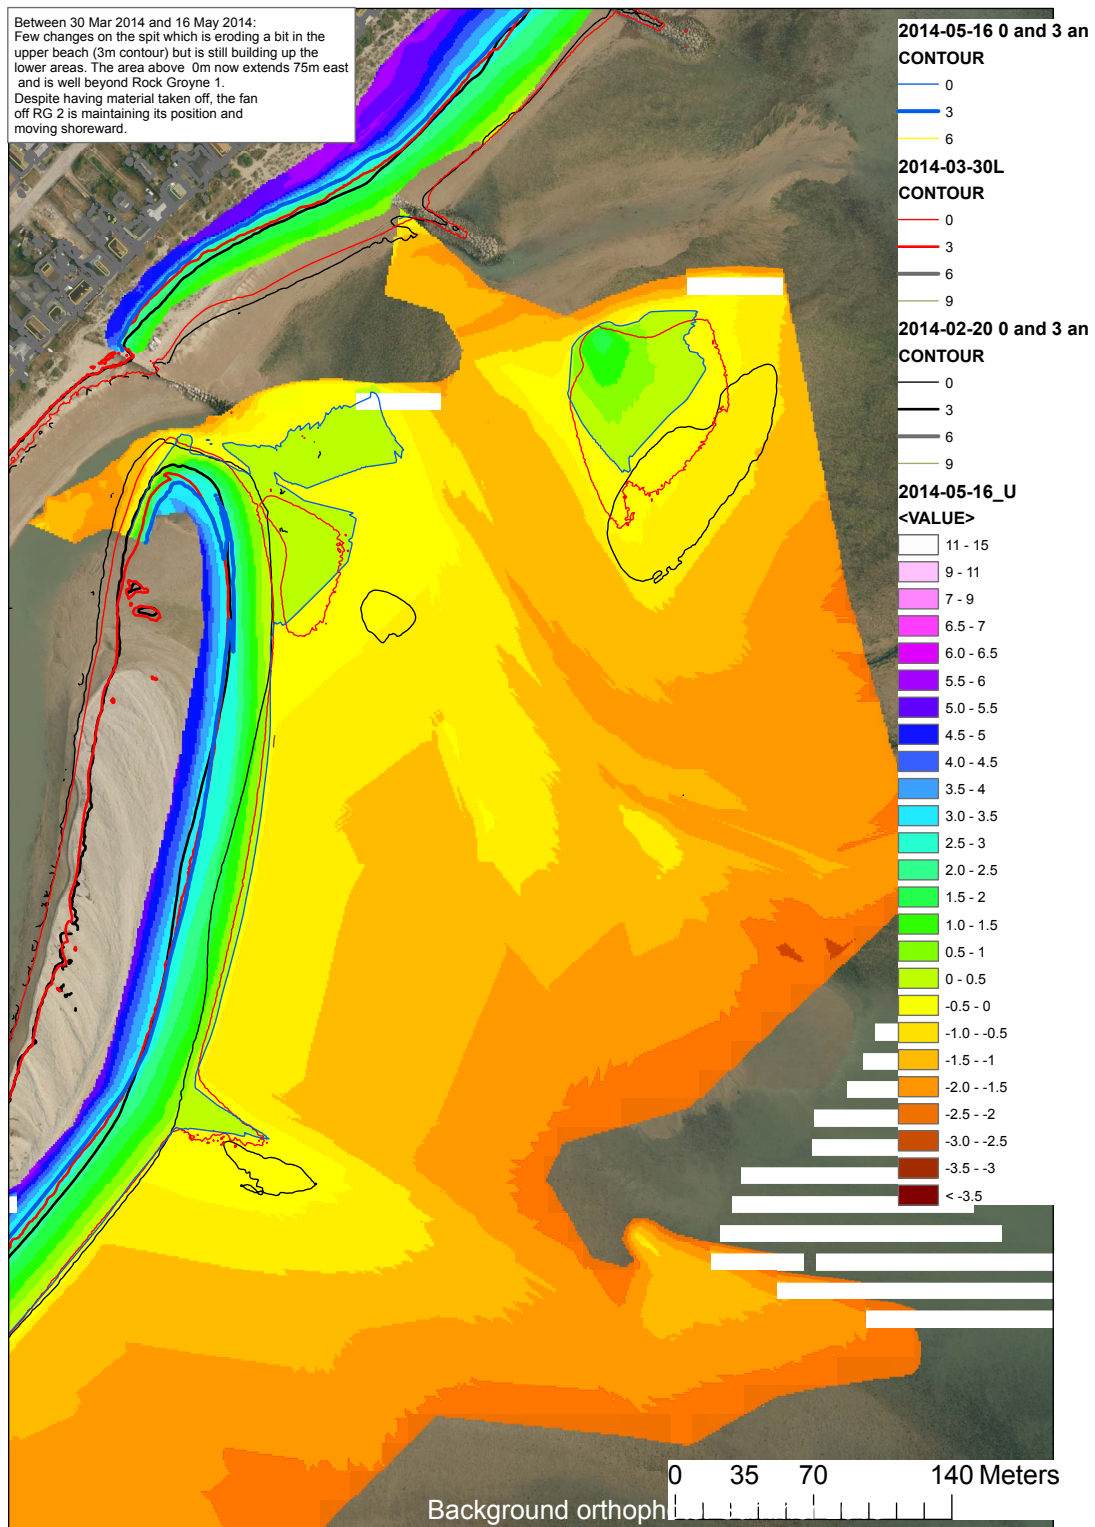 Between 30 Mar 2014 and 16 May 2014:
Few changes on the spit which is eroding a bit in the
upper beach (3m contour) but is still building up the
lower areas. The area above 0m now extends 75m east
and is well beyond Rock Groyne 1.
Despite having material taken off, the fan
off RG 2 is maintaining its position and
moving shoreward.
2014-05-16 0 and 3 an
CONTOUR
0
3
6
2014-03-30L
CONTOUR
0
3
6
9
2014-02-20 0 and 3 an
CONTOUR
0
3
6
9
2014-05-16_U
<VALUE>
11 - 15
9 - 11
7 - 9
6.5 - 7
6.0 - 6.5
5.5 - 6
5.0 - 5.5
4.5 - 5
4.0 - 4.5
3.5 - 4
3.0 - 3.5
2.5 - 3
2.0 - 2.5
1.5 - 2
1.0 - 1.5
0.5 - 1
0 - 0.5
-0.5 - 0
-1.0 - -0.5
-1.5 - -1
-2.0 - -1.5
-2.5 - -2
-3.0 - -2.5
-3.5 - -3
< -3.5
0 35 70 140 Meters
Background